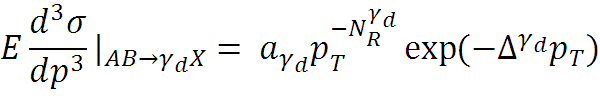 E d³σ/dp³ |_{AB→γ_d X} = a_{γ_d} p_T^{-N_R^{γ_d}} exp(−Δ^{γ_d} p_T)